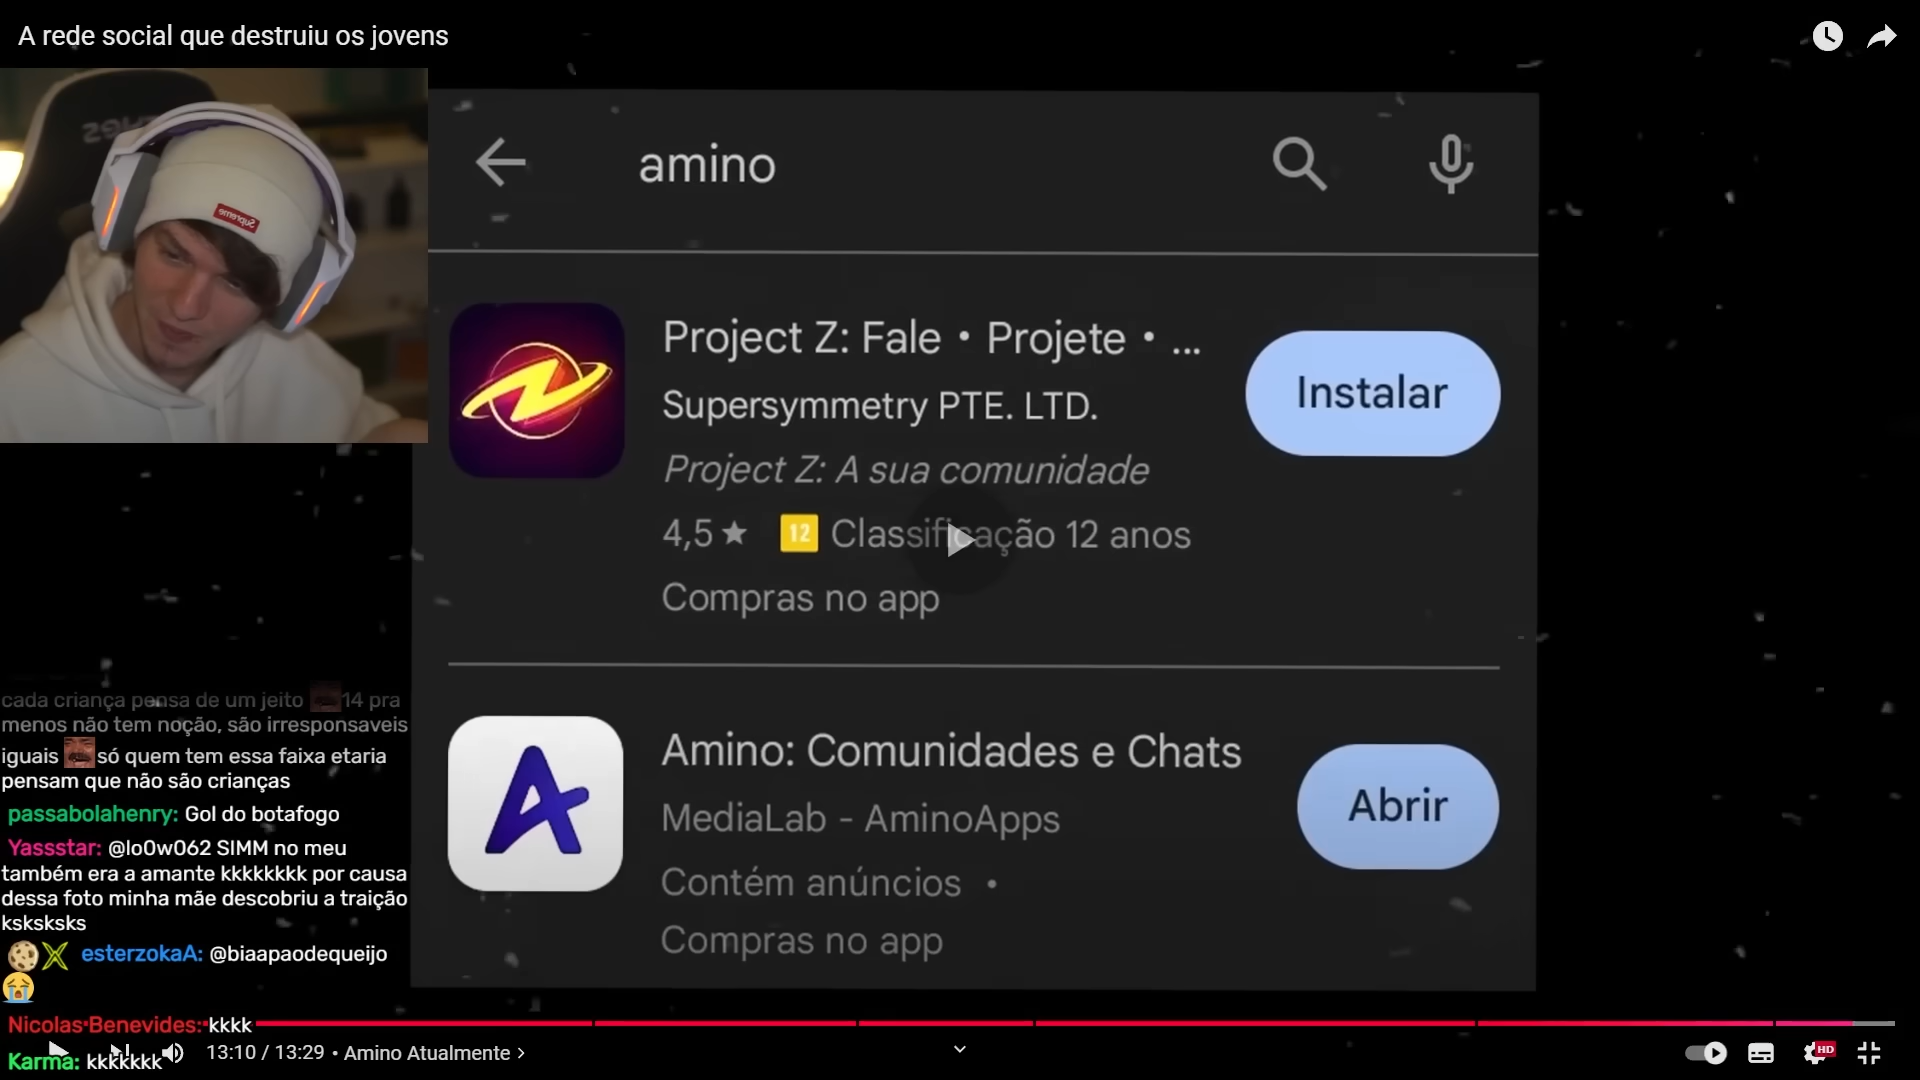 A rede social que destruiu os jovens
Supreme
amino
Project Z: Fale • Projete • ...
Supersymmetry PTE. LTD.
Project Z: A sua comunidade
4,5 ★ 12 Classificação 12 anos
Compras no app
Instalar
Amino: Comunidades e Chats
MediaLab - AminoApps
Contém anúncios •
Compras no app
Abrir
cada criança pensa de um jeito 14 pra
menos não tem noção, são irresponsaveis
iguais só quem tem essa faixa etaria
pensam que não são crianças
passabolahenry: Gol do botafogo
Yassstar: @lo0w062 SIMM no meu
também era a amante kkkkkkkk por causa
dessa foto minha mãe descobriu a traição
ksksksks
esterzokaA: @biaapaodequeijo
Nicolas Benevides: kkkk
Karma: kkkkkkk
13:10 / 13:29 • Amino Atualmente >
HD